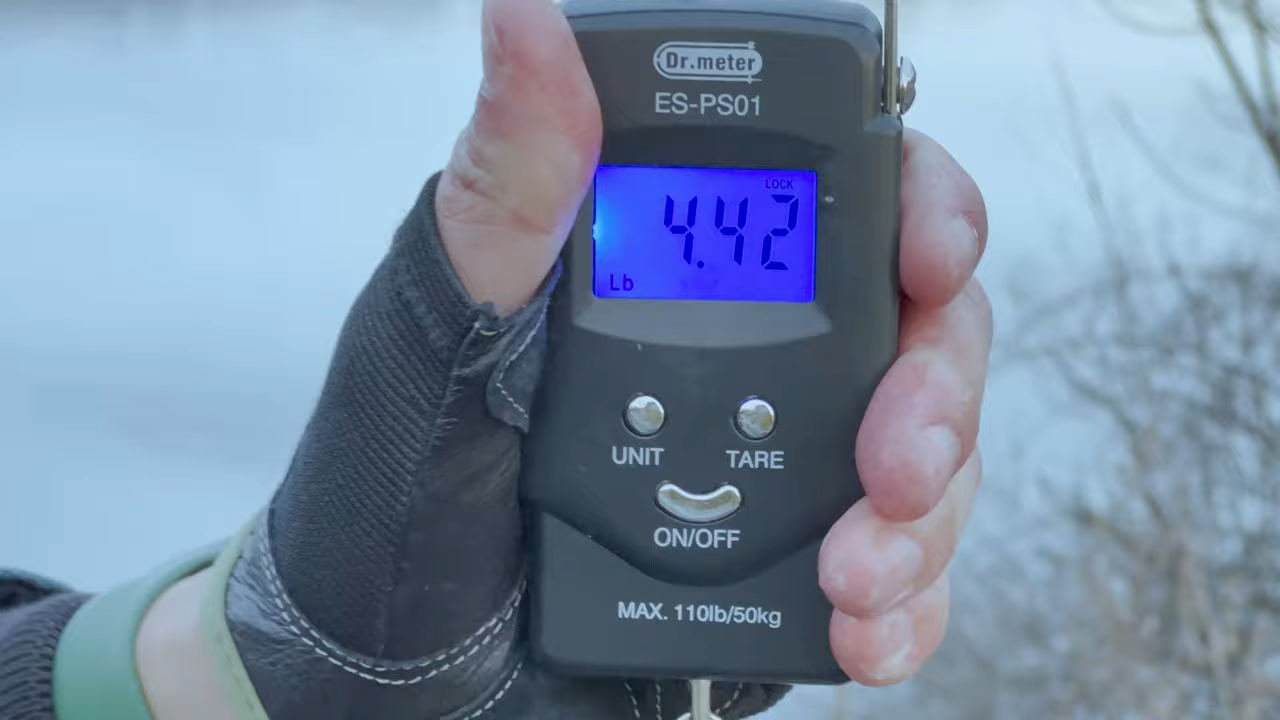 Dr.meter
ES-PS01
LOCK
4.42
Lb
UNIT TARE
ON/OFF
MAX. 110lb/50kg